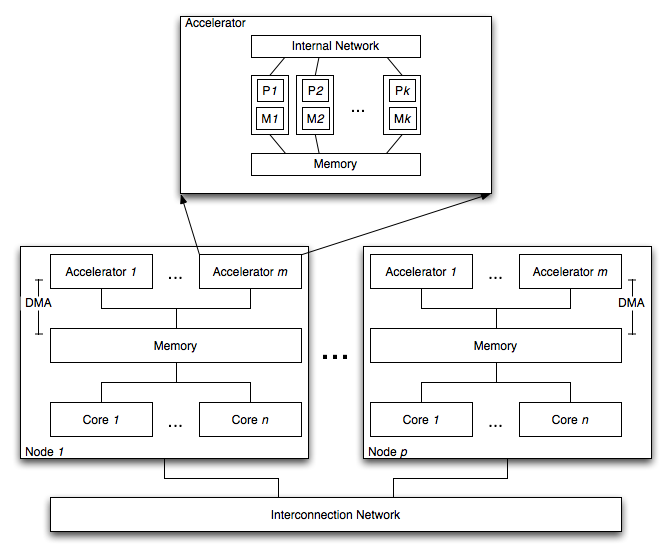 Accelerator
Internal Network
P1 P2 Pk
...
M1 M2 Mk
Memory
Accelerator 1 ... Accelerator m
DMA
Memory
Core 1 ... Core n
Node 1
...
Accelerator 1 ... Accelerator m
DMA
Memory
Core 1 ... Core n
Node p
Interconnection Network